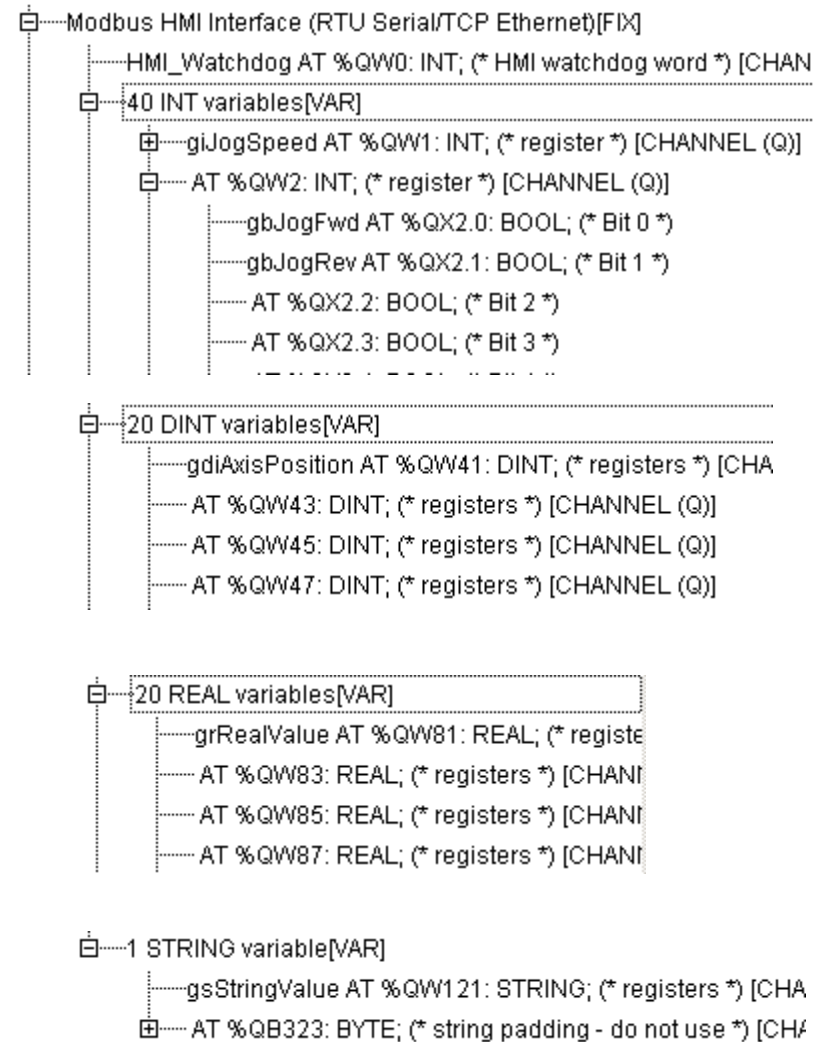 Modbus HMI Interface (RTU Serial/TCP Ethernet)[FIX]
HMI_Watchdog AT %QW0: INT; (* HMI watchdog word *) [CHAN
40 INT variables[VAR]
giJogSpeed AT %QW1: INT; (* register *) [CHANNEL (Q)]
AT %QW2: INT; (* register *) [CHANNEL (Q)]
gbJogFwd AT %QX2.0: BOOL; (* Bit 0 *)
gbJogRev AT %QX2.1: BOOL; (* Bit 1 *)
AT %QX2.2: BOOL; (* Bit 2 *)
AT %QX2.3: BOOL; (* Bit 3 *)
20 DINT variables[VAR]
gdiAxisPosition AT %QW41: DINT; (* registers *) [CHA
AT %QW43: DINT; (* registers *) [CHANNEL (Q)]
AT %QW45: DINT; (* registers *) [CHANNEL (Q)]
AT %QW47: DINT; (* registers *) [CHANNEL (Q)]
20 REAL variables[VAR]
grRealValue AT %QW81: REAL; (* registe
AT %QW83: REAL; (* registers *) [CHAN
AT %QW85: REAL; (* registers *) [CHAN
AT %QW87: REAL; (* registers *) [CHAN
1 STRING variable[VAR]
gsStringValue AT %QW121: STRING; (* registers *) [CHA
AT %QB323: BYTE; (* string padding - do not use *) [CH